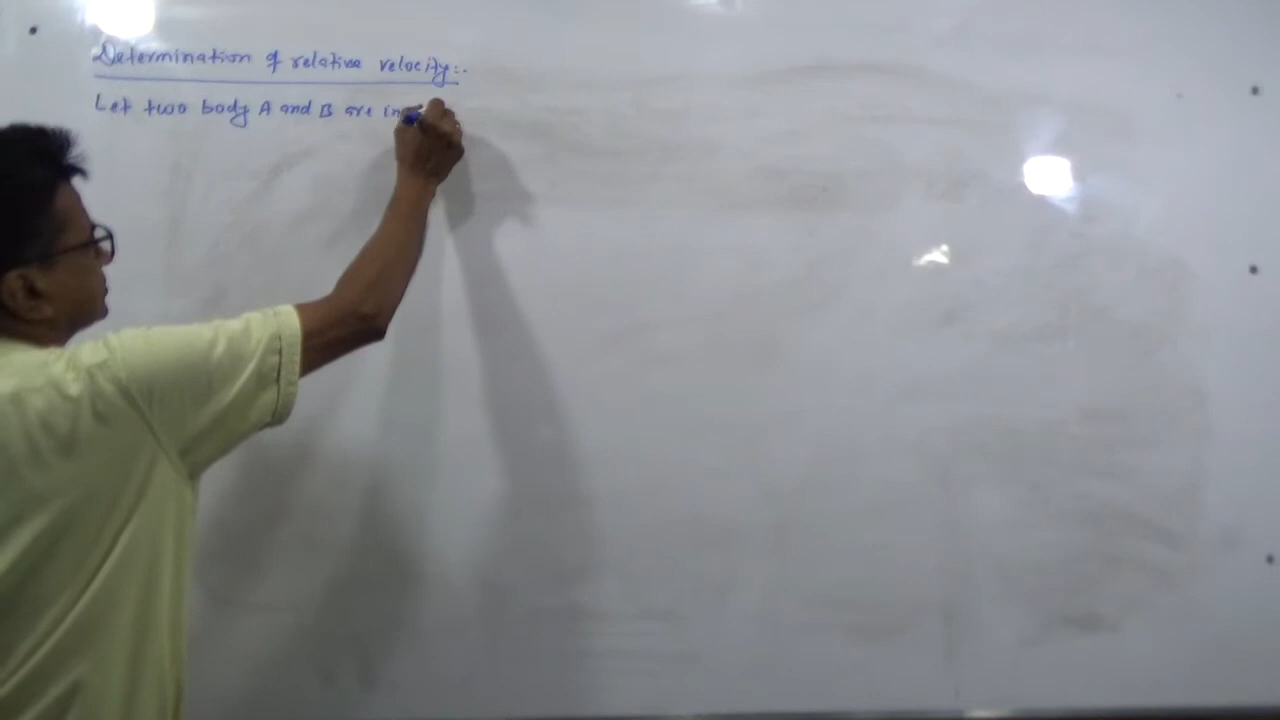 Determination of relative velocity:-
Let two body A and B are in